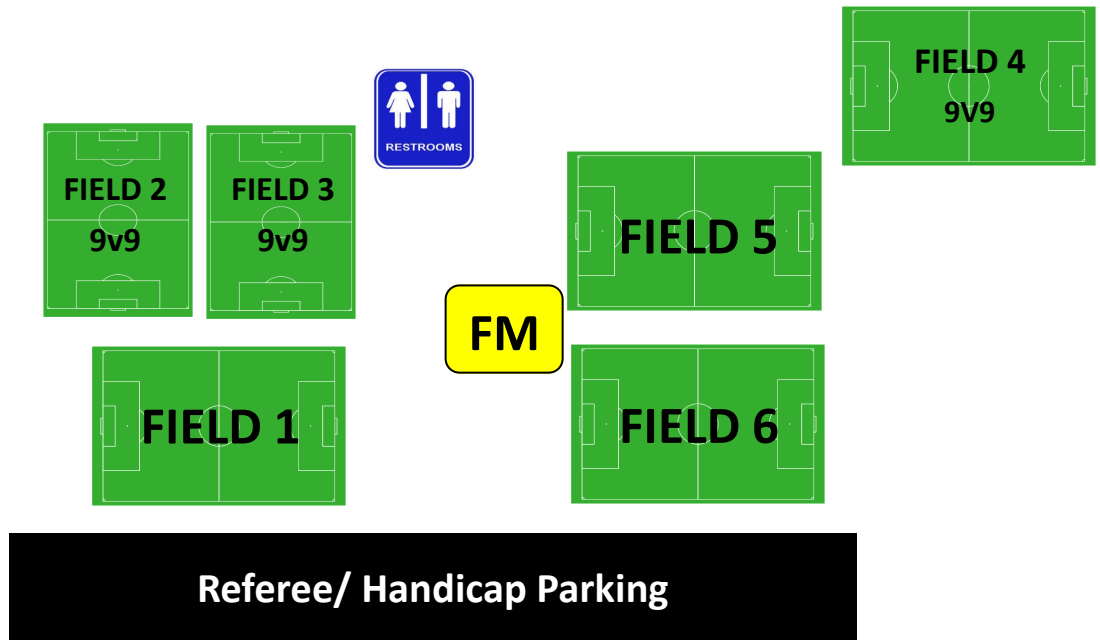 FIELD 4
9V9
RESTROOMS
FIELD 2
9v9
FIELD 3
9v9
FIELD 5
FM
FIELD 1
FIELD 6
Referee/ Handicap Parking